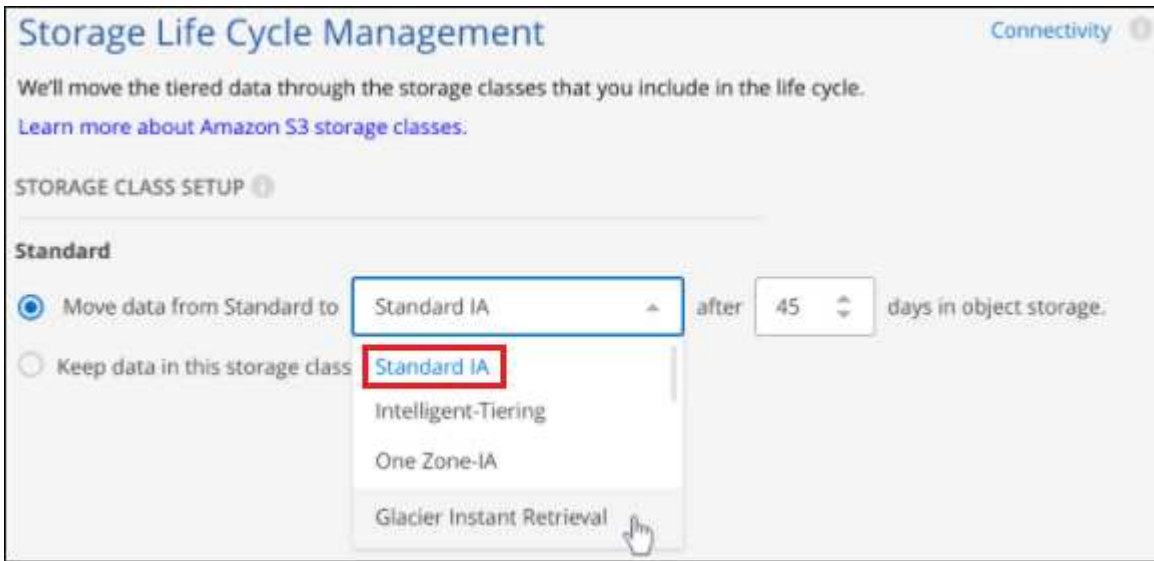 Storage Life Cycle Management
Connectivity
We'll move the tiered data through the storage classes that you include in the life cycle.
Learn more about Amazon S3 storage classes.
STORAGE CLASS SETUP
Standard
Move data from Standard to Standard IA after 45 days in object storage.
Keep data in this storage class
Standard IA
Intelligent-Tiering
One Zone-IA
Glacier Instant Retrieval